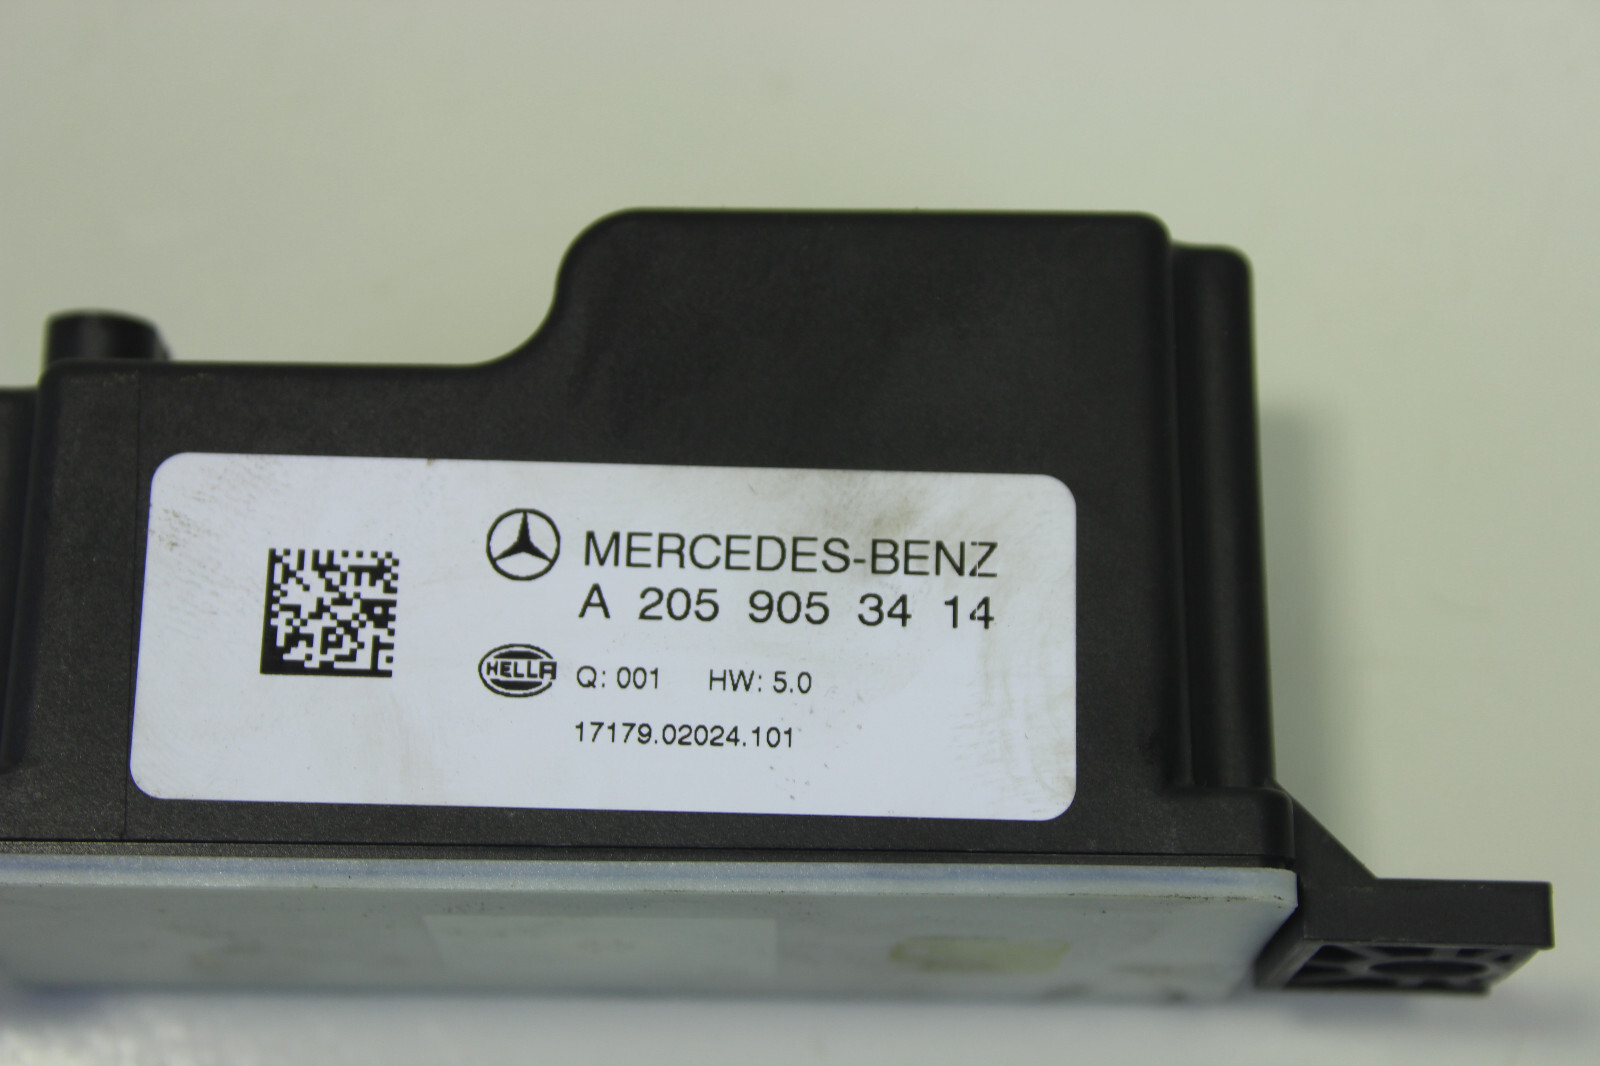 MERCEDES-BENZ
A 205 905 34 14
HELLA Q: 001 HW: 5.0
17179.02024.101